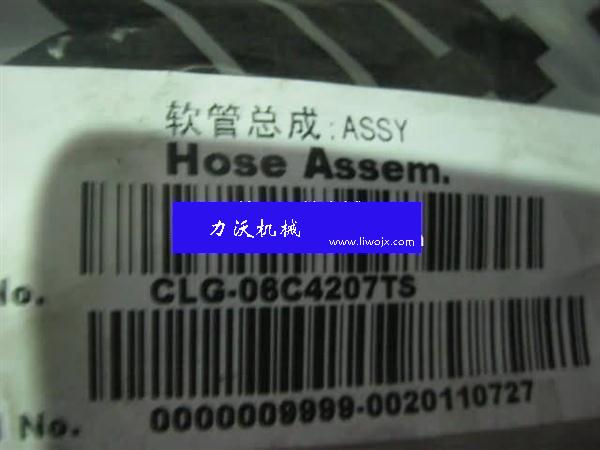 软管总成:ASSY
Hose Assem.
力沃机械
www.liwojx.com
No.
CLG-06C4207TS
No.
0000009999-0020110727